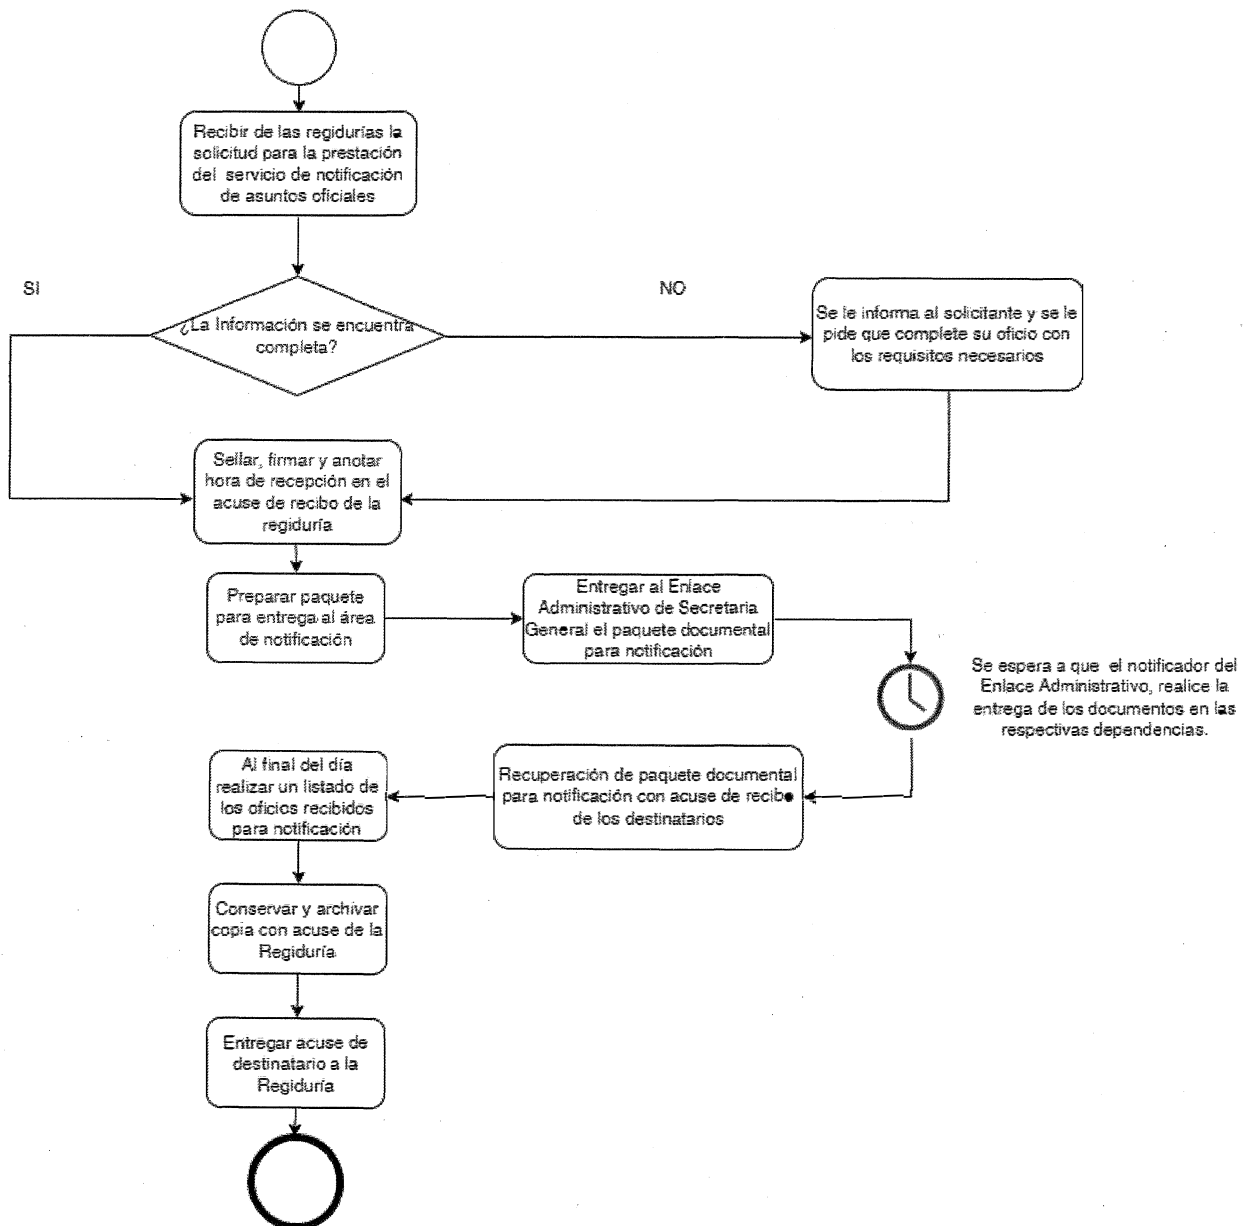 Recibir de las regidurías la
solicitud para la prestación
del servicio de notificación
de asuntos oficiales
SI
¿La Información se encuentra
completa?
NO
Se le informa al solicitante y se le
pide que complete su oficio con
los requisitos necesarios
Sellar, firmar y anotar
hora de recepción en el
acuse de recibo de la
regiduría
Preparar paquete
para entrega al área
de notificación
Entregar al Enlace
Administrativo de Secretaria
General el paquete documental
para notificación
Se espera a que el notificador del
Enlace Administrativo, realice la
entrega de los documentos en las
respectivas dependencias.
Recuperación de paquete documental
para notificación con acuse de recibo
de los destinatarios
Al final del día
realizar un listado de
los oficios recibidos
para notificación
Conservar y archivar
copia con acuse de la
Regiduría
Entregar acuse de
destinatario a la
Regiduría